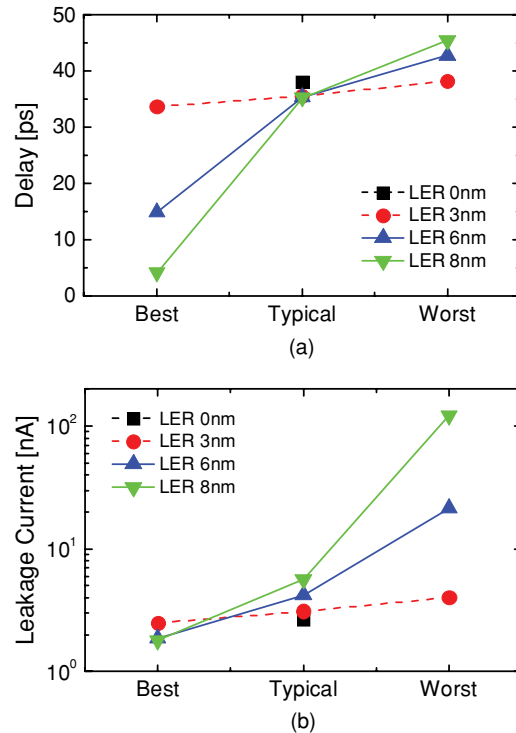 50
40
30
20
10
0
Delay [ps]
LER 0nm
LER 3nm
LER 6nm
LER 8nm
Best Typical Worst
(a)
10²
10¹
10⁰
Leakage Current [nA]
LER 0nm
LER 3nm
LER 6nm
LER 8nm
Best Typical Worst
(b)